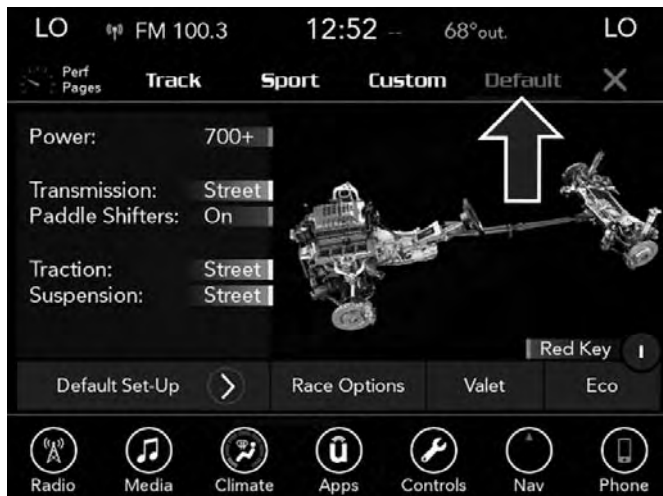 LO FM 100.3 12:52 -- 68°out. LO
Perf
Pages
Track Sport Custom Default X
Power: 700+
Transmission: Street
Paddle Shifters: On
Traction: Street
Suspension: Street
Red Key
Default Set-Up > Race Options Valet Eco
Radio Media Climate Apps Controls Nav Phone